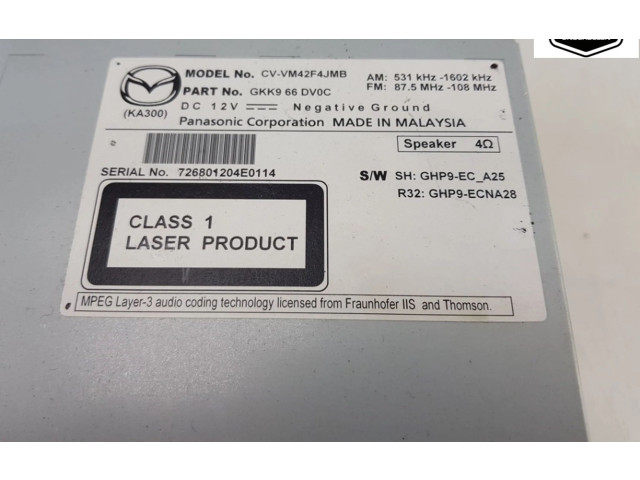 MODEL No. CV-VM42F4JMB AM: 531 kHz -1602 kHz
PART No. GKK9 66 DV0C FM: 87.5 MHz -108 MHz
(KA300) DC 12V Negative Ground
Panasonic Corporation MADE IN MALAYSIA
Speaker 4Ω
SERIAL No. 726801204E0114
S/W SH: GHP9-EC_A25
R32: GHP9-ECNA28
CLASS 1
LASER PRODUCT
MPEG Layer-3 audio coding technology licensed from Fraunhofer IIS and Thomson.